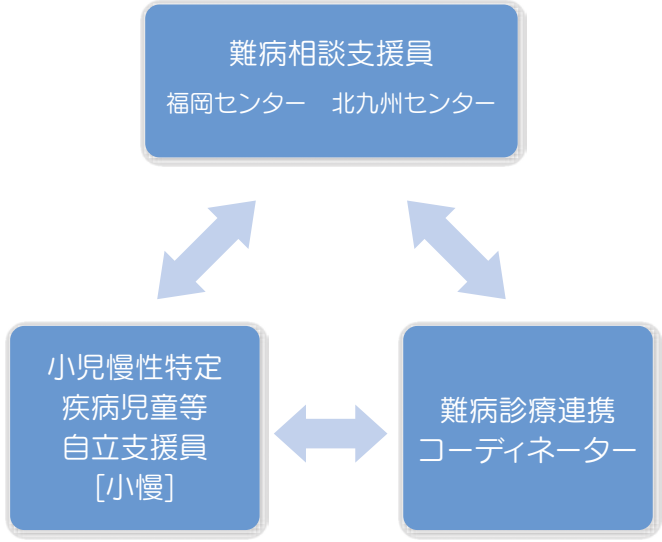 難病相談支援員
福岡センター　北九州センター
小児慢性特定
疾病児童等
自立支援員
[小慢]
難病診療連携
コーディネーター